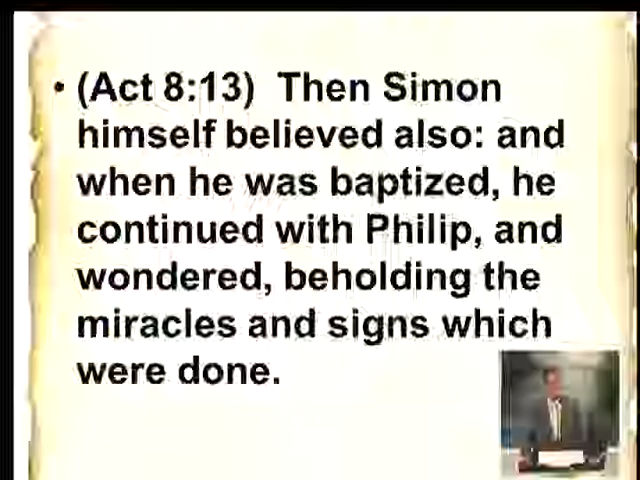 • (Act 8:13)  Then Simon
himself believed also: and
when he was baptized, he
continued with Philip, and
wondered, beholding the
miracles and signs which
were done.